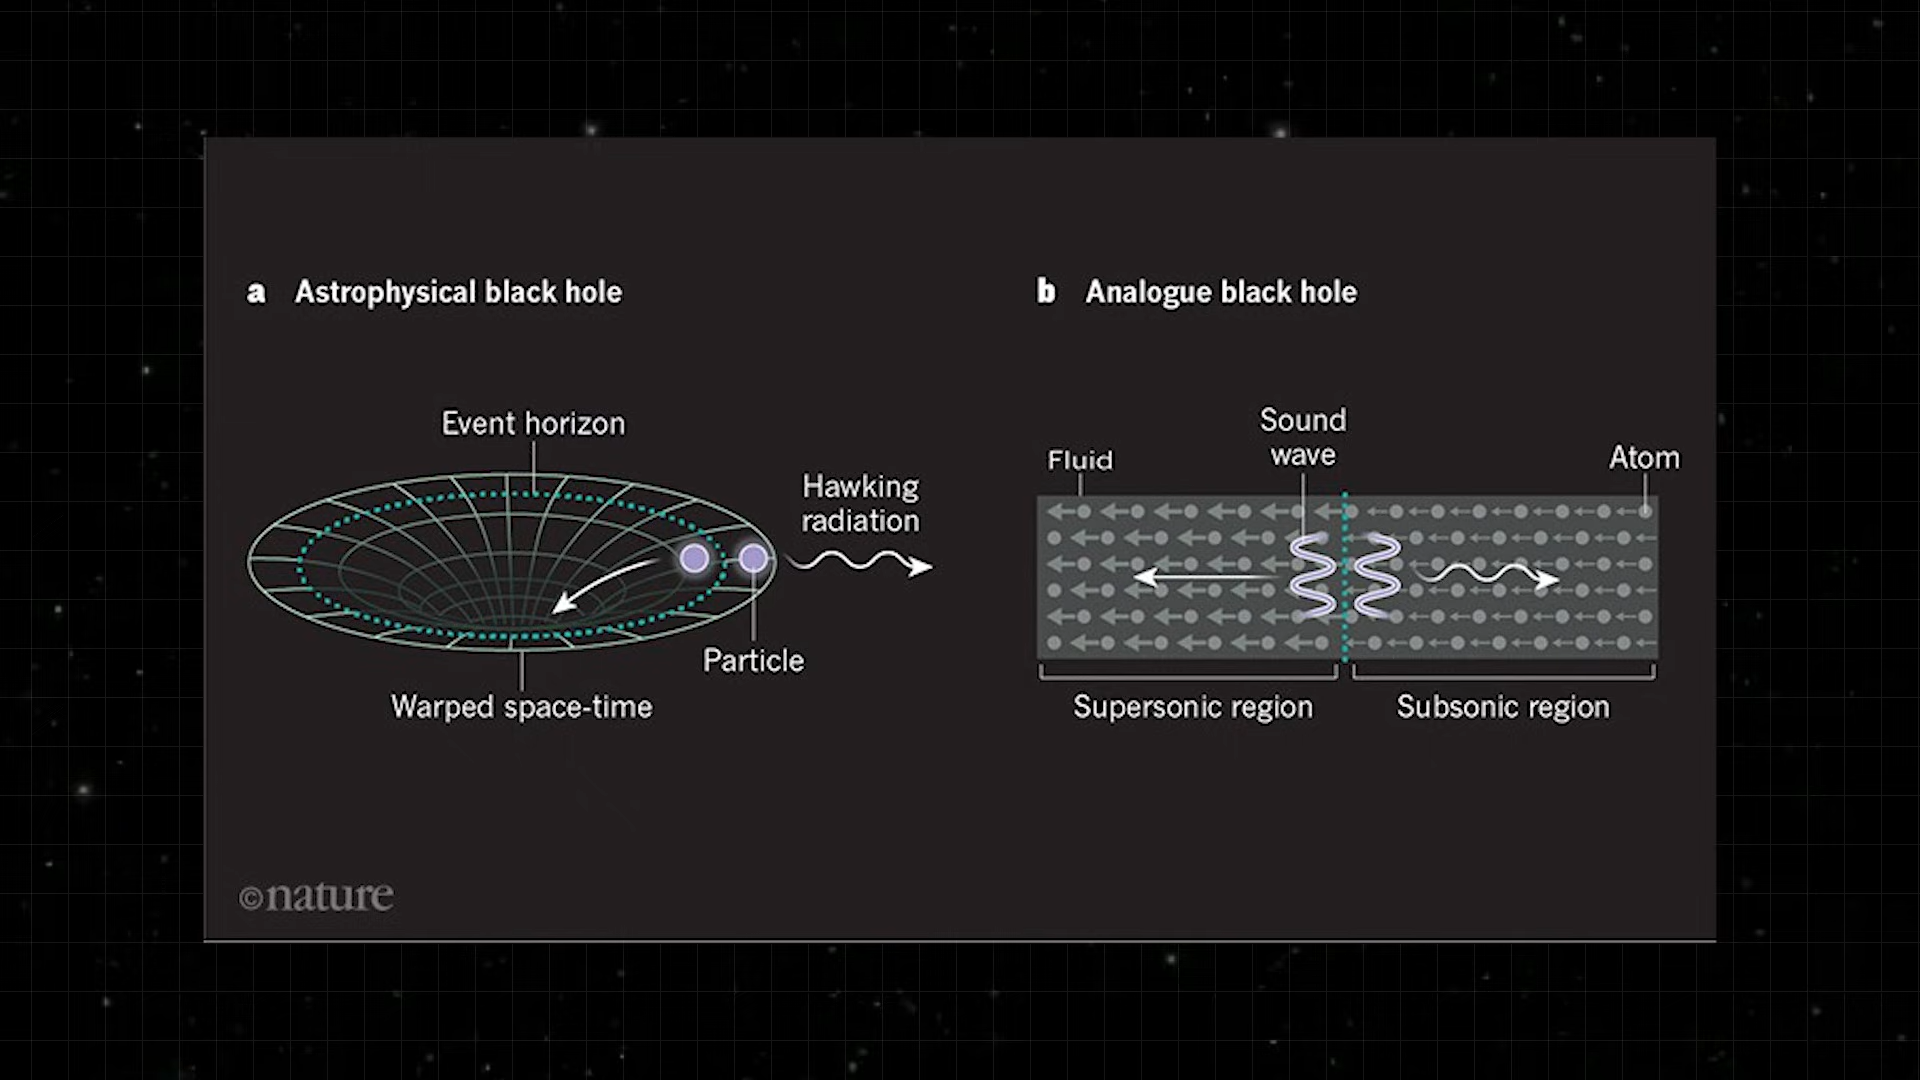 a Astrophysical black hole
Event horizon
Hawking
radiation
Particle
Warped space-time
b Analogue black hole
Sound
wave
Fluid
Atom
Supersonic region
Subsonic region
©nature